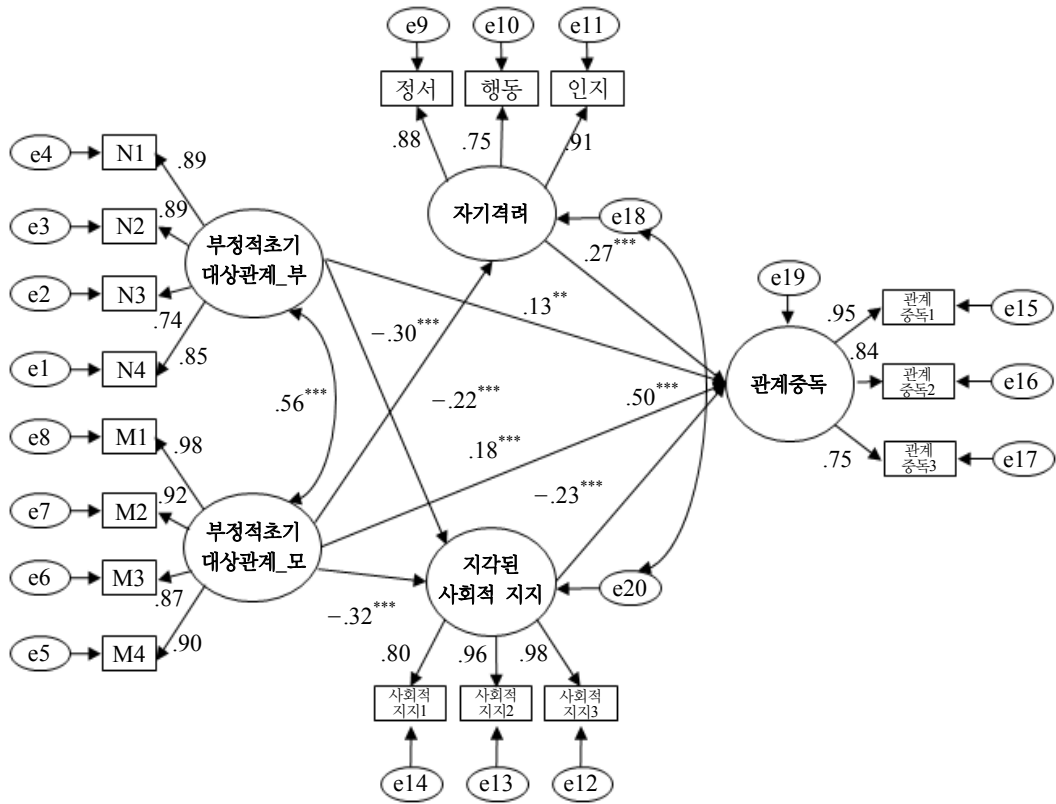 e9
e10
e11
정서
행동
인지
.88
.75
.91
e4
N1
.89
e3
N2
.89
e2
N3
.74
e1
N4
.85
부정적초기
대상관계_부
자기격려
e18
.27***
.13**
e19
−.30***
−.22***
.56***
.50***
.18***
−.23***
관계중독
.95
관계
중독1
e15
.84
관계
중독2
e16
.75
관계
중독3
e17
e8
M1
.98
e7
M2
.92
e6
M3
.87
e5
M4
.90
부정적초기
대상관계_모
지각된
사회적 지지
e20
−.32***
.80
.96
.98
사회적
지지1
사회적
지지2
사회적
지지3
e14
e13
e12